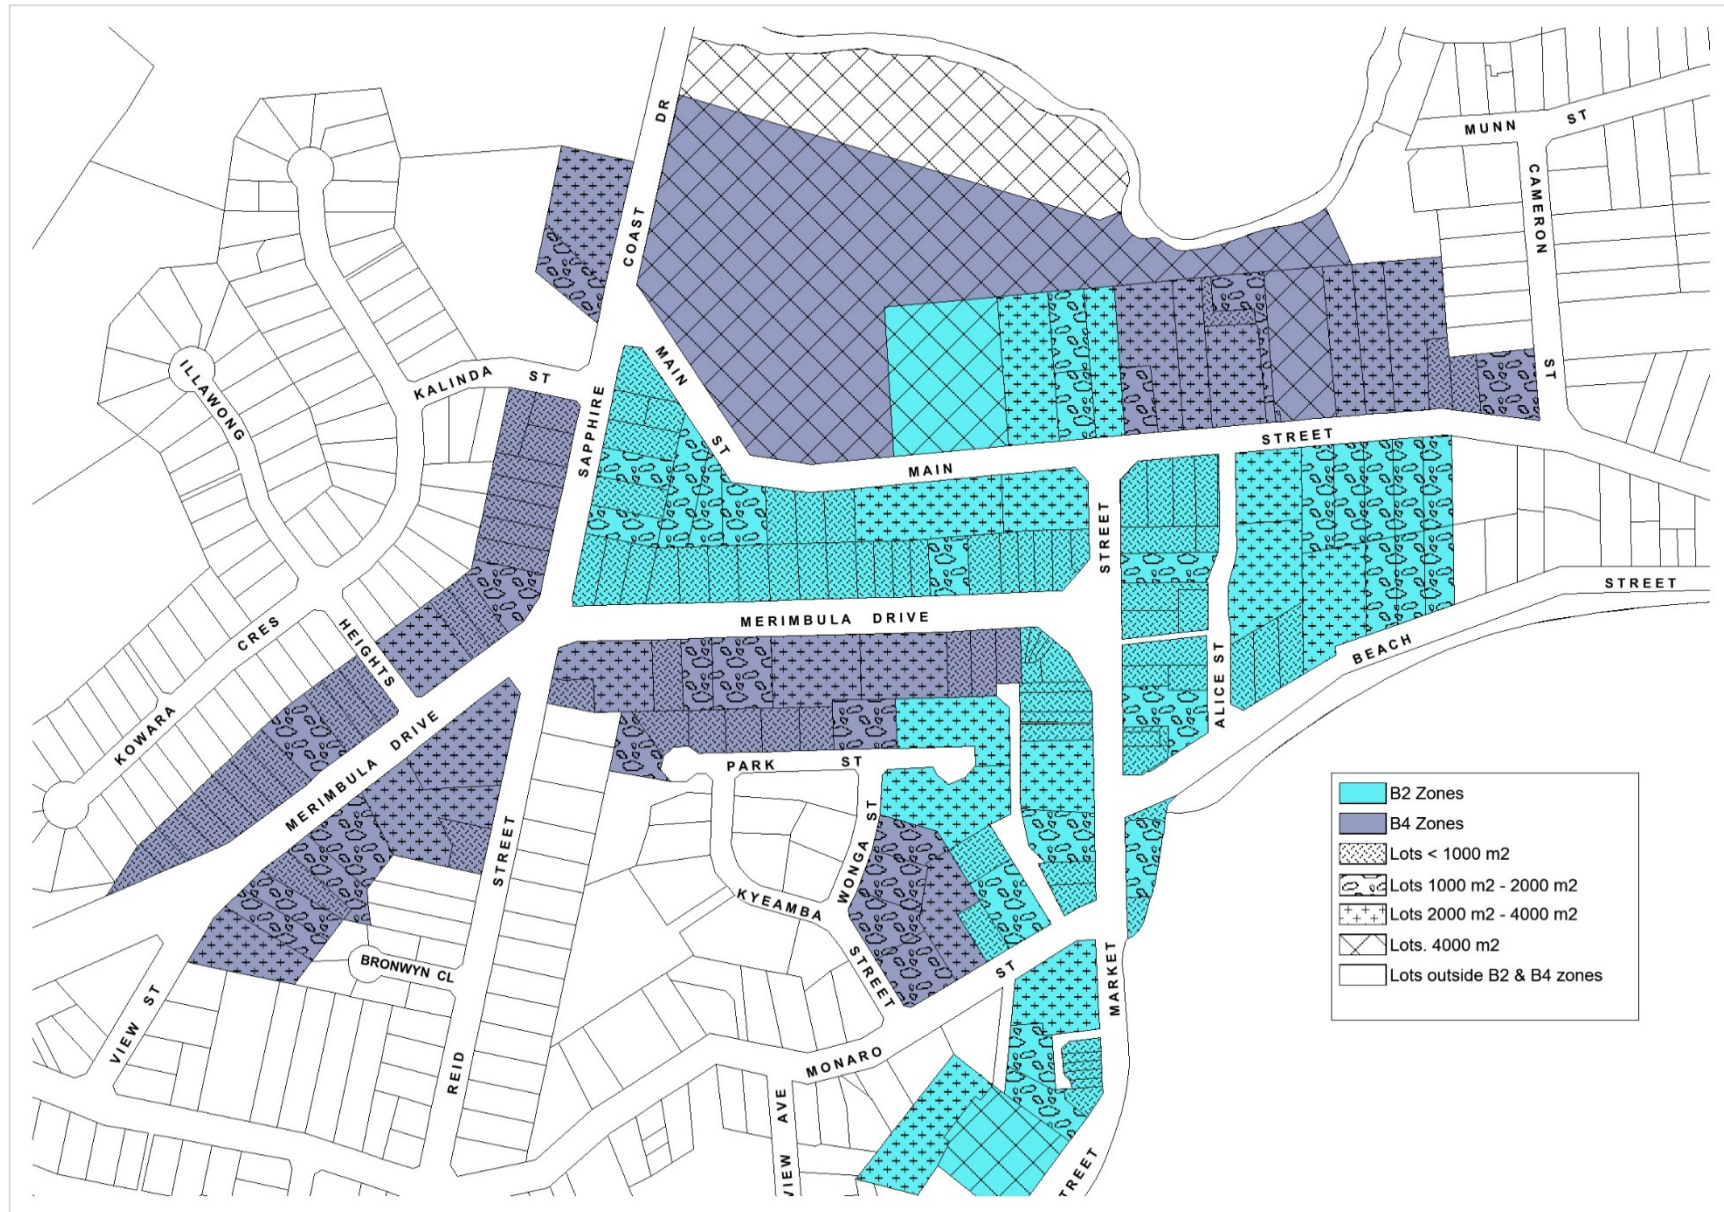 MUNN ST
CAMERON ST
SAPPHIRE COAST DR
MAIN ST
MAIN STREET
KALINDA ST
ILLAWONG
KOWARA CRES
HEIGHTS
MERIMBULA DRIVE
MERIMBULA DRIVE
STREET
ALICE ST
BEACH STREET
PARK ST
WONGA ST
KYEAMBA STREET
REID STREET
BRONWYN CL
VIEW ST
MONARO ST
VIEW AVE
MARKET
TREET
B2 Zones
B4 Zones
Lots < 1000 m2
Lots 1000 m2 - 2000 m2
Lots 2000 m2 - 4000 m2
Lots. 4000 m2
Lots outside B2 & B4 zones